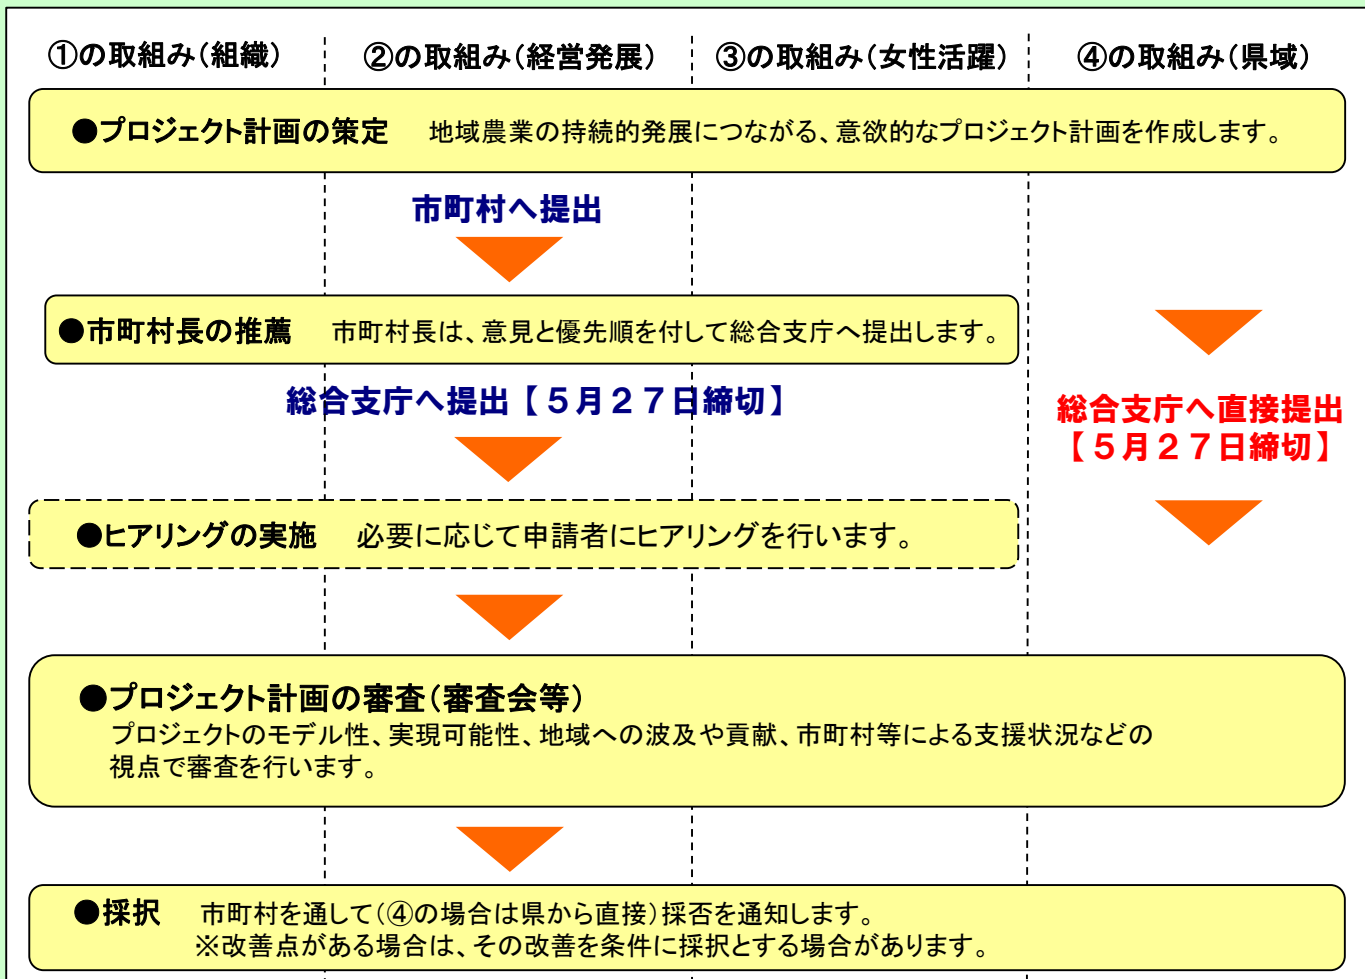 ①の取組み（組織）
②の取組み（経営発展）
③の取組み（女性活躍）
④の取組み（県域）
●プロジェクト計画の策定　地域農業の持続的発展につながる、意欲的なプロジェクト計画を作成します。
市町村へ提出
●市町村長の推薦　市町村長は、意見と優先順を付して総合支庁へ提出します。
総合支庁へ提出【５月２７日締切】
総合支庁へ直接提出
【５月２７日締切】
●ヒアリングの実施　必要に応じて申請者にヒアリングを行います。
●プロジェクト計画の審査（審査会等）
プロジェクトのモデル性、実現可能性、地域への波及や貢献、市町村等による支援状況などの
視点で審査を行います。
●採択　市町村を通して（④の場合は県から直接）採否を通知します。
※改善点がある場合は、その改善を条件に採択とする場合があります。